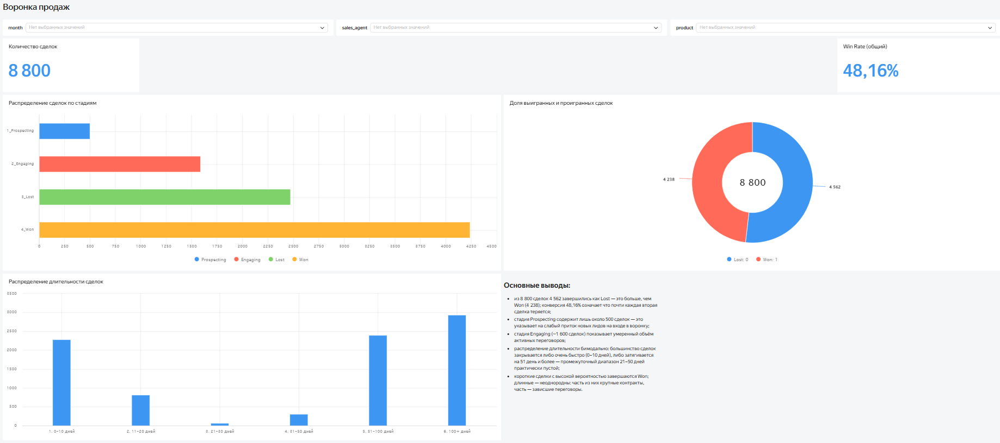 Воронка продаж
month Нет выбранных значений
sales_agent Нет выбранных значений
product Нет выбранных значений
Количество сделок
8 800
Win Rate (общий)
48,16%
Распределение сделок по стадиям
1_Prospecting
2_Engaging
3_Lost
4_Won
0 250 500 750 1000 1250 1500 1750 2000 2250 2500 2750 3000 3250 3500 3750 4000 4250 4500
Prospecting Engaging Lost Won
Доля выигранных и проигранных сделок
4 238
8 800
4 562
Lost: 0 Won: 1
Распределение длительности сделок
3500
3000
2500
2000
1500
1000
500
0
1. 0–10 дней 2. 11–20 дней 3. 21–30 дней 4. 31–50 дней 5. 51–100 дней 6. 100+ дней
Основные выводы:
• из 8 800 сделок 4 562 завершились как Lost — это больше, чем
Won (4 238); конверсия 48,16% означает что почти каждая вторая
сделка теряется;
• стадия Prospecting содержит лишь около 500 сделок — это
указывает на слабый приток новых лидов на входе в воронку;
• стадия Engaging (~1 600 сделок) показывает умеренный объём
активных переговоров;
• распределение длительности бимодально: большинство сделок
закрывается либо очень быстро (0–10 дней), либо затягивается
на 51 день и более — промежуточный диапазон 21–50 дней
практически пустой;
• короткие сделки с высокой вероятностью завершаются Won;
длинные — неоднородны: часть из них крупные контракты,
часть — зависшие переговоры.